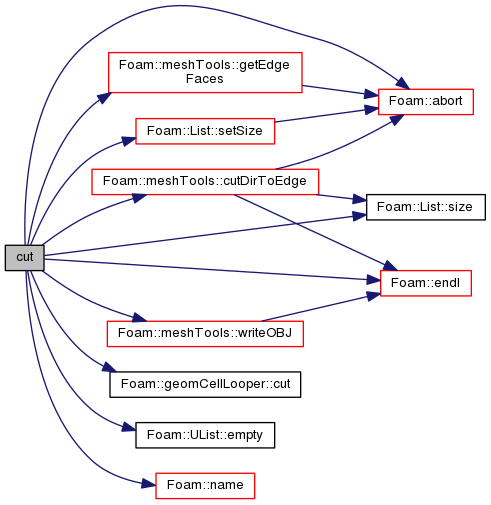 Foam::meshTools::getEdge
Faces
Foam::abort
Foam::List::setSize
Foam::meshTools::cutDirToEdge
Foam::List::size
cut
Foam::endl
Foam::meshTools::writeOBJ
Foam::geomCellLooper::cut
Foam::UList::empty
Foam::name